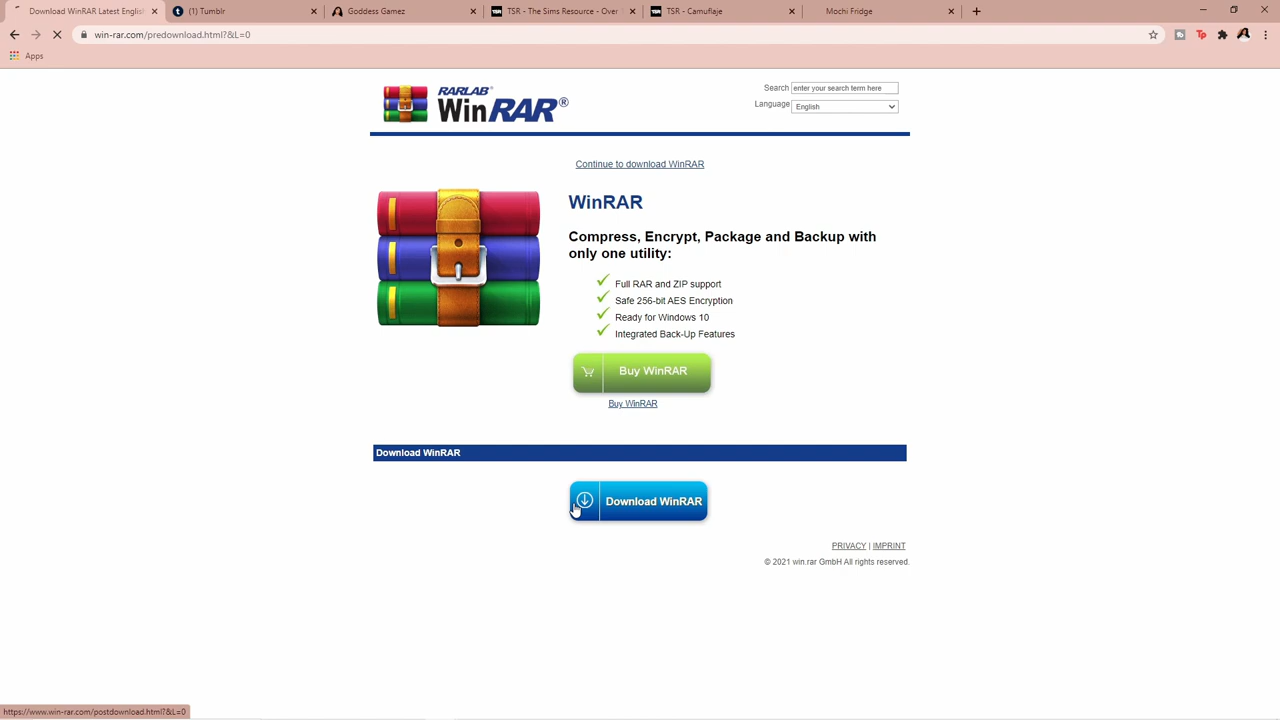 Download WinRAR Latest English
(1) Tumblr
Goddess Gamez
TSR
TSR - The Sims Resource - Over
TSR
TSR - Camuflaje
Mochi Fridge
win-rar.com/predownload.html?&L=0
Apps
RARLAB®
WinRAR®
Search
enter your search term here
Language
English
Continue to download WinRAR
WinRAR
Compress, Encrypt, Package and Backup with
only one utility:
Full RAR and ZIP support
Safe 256-bit AES Encryption
Ready for Windows 10
Integrated Back-Up Features
Buy WinRAR
Buy WinRAR
Download WinRAR
Download WinRAR
PRIVACY | IMPRINT
© 2021 win.rar GmbH All rights reserved.
https://www.win-rar.com/postdownload.html?&L=0